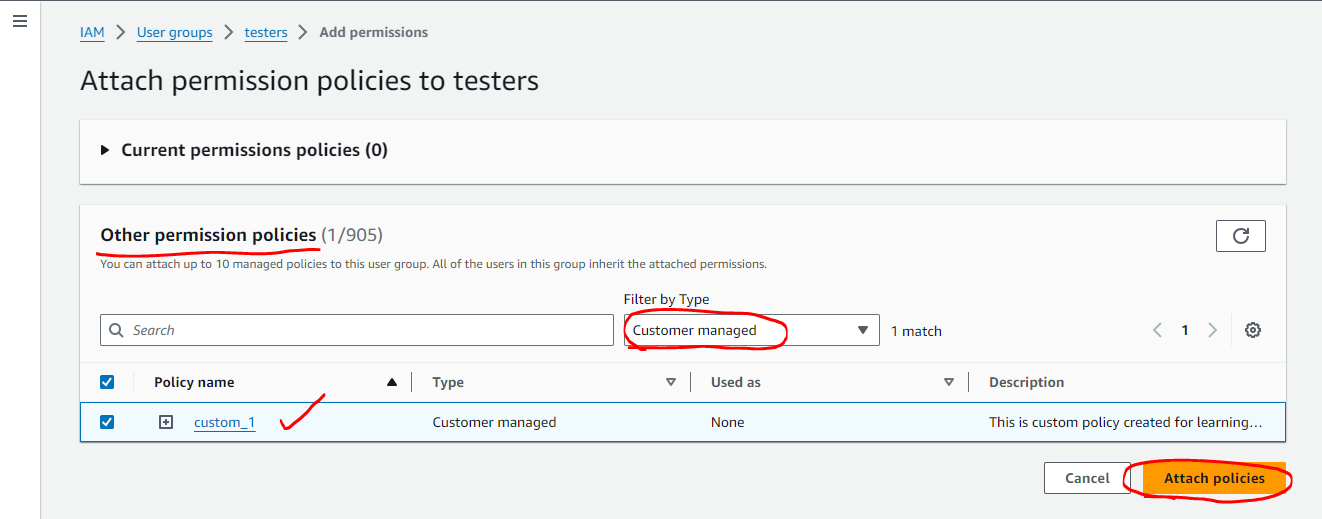 IAM > User groups > testers > Add permissions
Attach permission policies to testers
Current permissions policies (0)
Other permission policies (1/905)
You can attach up to 10 managed policies to this user group. All of the users in this group inherit the attached permissions.
Filter by Type
Search
Customer managed
1 match
1
Policy name Type Used as Description
custom_1 Customer managed None This is custom policy created for learning...
Cancel Attach policies